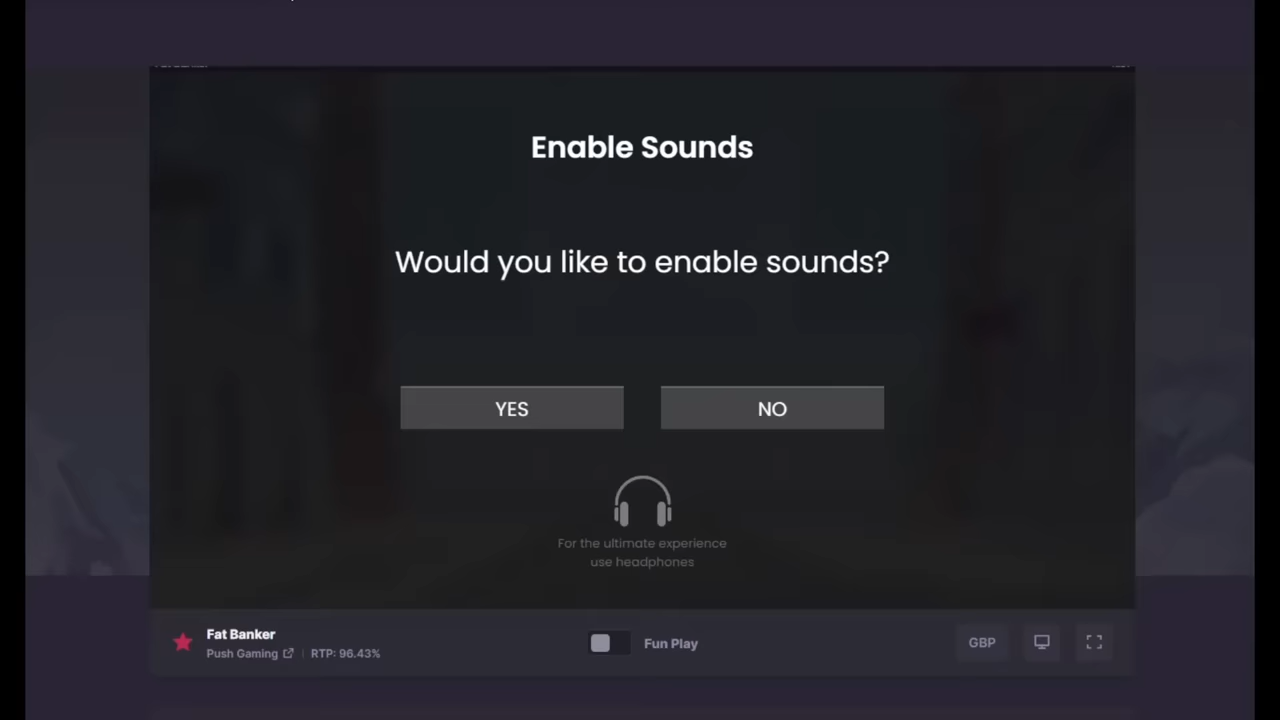 Enable Sounds
Would you like to enable sounds?
YES
NO
For the ultimate experience
use headphones
Fat Banker
Push Gaming
RTP: 96.43%
Fun Play
GBP